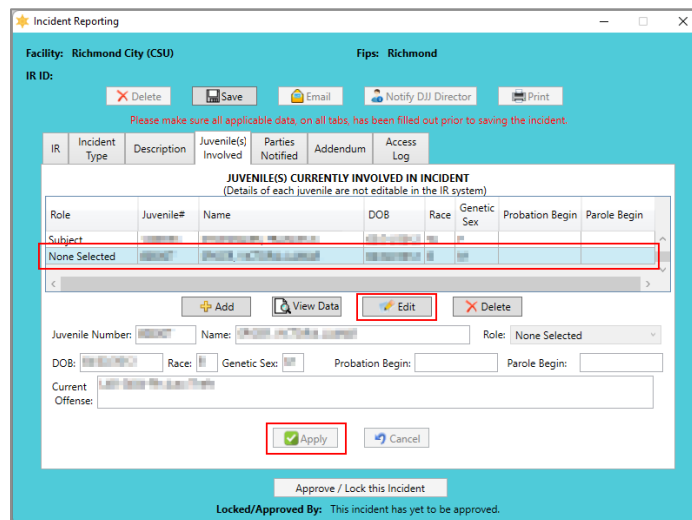 Incident Reporting
Facility: Richmond City (CSU) Fips: Richmond
IR ID:
Delete Save Email Notify DJJ Director Print
Please make sure all applicable data, on all tabs, has been filled out prior to saving the incident.
IR Incident Type Description Juvenile(s) Involved Parties Notified Addendum Access Log
JUVENILE(S) CURRENTLY INVOLVED IN INCIDENT
(Details of each juvenile are not editable in the IR system)
Role Juvenile# Name DOB Race Genetic Sex Probation Begin Parole Begin
Subject
None Selected
Add View Data Edit Delete
Juvenile Number: Name: Role: None Selected
DOB: Race: Genetic Sex: Probation Begin: Parole Begin:
Current Offense:
Apply Cancel
Approve / Lock this Incident
Locked/Approved By: This incident has yet to be approved.